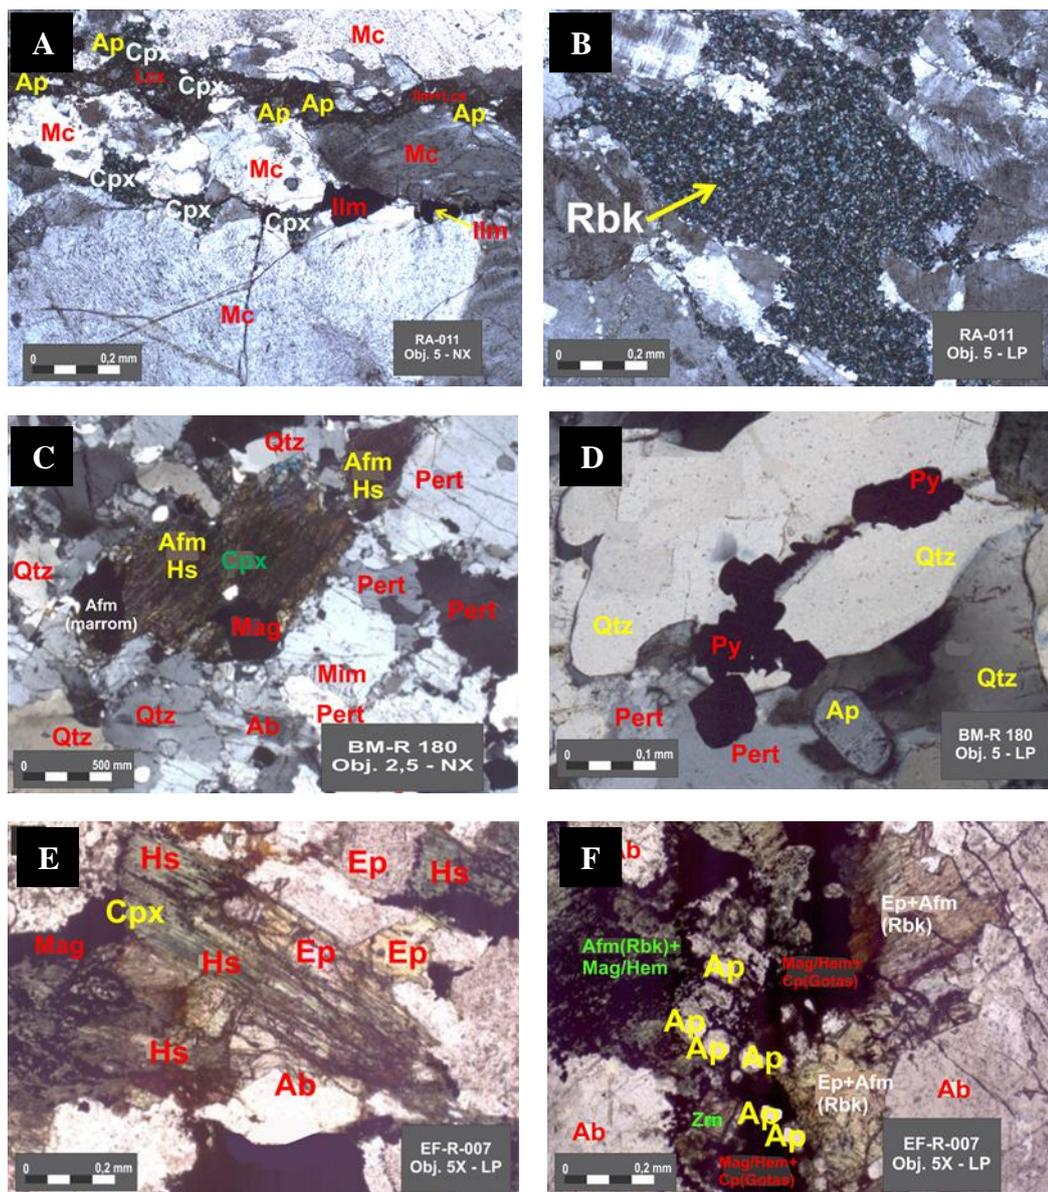 A
Ap
Cpx
Mc
Ap
Lcx
Cpx
Ap
Ap
Ilm+Lcx
Ap
Mc
Mc
Mc
Cpx
Cpx
Cpx
Ilm
Ilm
Mc
0 0,2 mm
RA-011
Obj. 5 - NX
B
Rbk
0 0,2 mm
RA-011
Obj. 5 - LP
C
Qtz
Afm
Hs
Pert
Afm
Hs
Cpx
Qtz
Pert
Pert
Afm
(marrom)
Mag
Mim
Pert
Qtz
Ab
Qtz
0 500 mm
BM-R 180
Obj. 2,5 - NX
D
Py
Qtz
Qtz
Py
Qtz
Ap
Pert
Pert
0 0,1 mm
BM-R 180
Obj. 5 - LP
E
Hs
Ep
Hs
Cpx
Mag
Hs
Ep
Ep
Hs
Ab
0 0,2 mm
EF-R-007
Obj. 5X - LP
F
Ab
Ep+Afm
(Rbk)
Afm(Rbk)+
Mag/Hem
Ap
Mag/Hem+
Cp(Gotas)
Ap
Ap
Ap
Ep+Afm
(Rbk)
Ab
Zrn
Ap
Ap
Ab
Mag/Hem+
Cp(Gotas)
0 0,2 mm
EF-R-007
Obj. 5X - LP